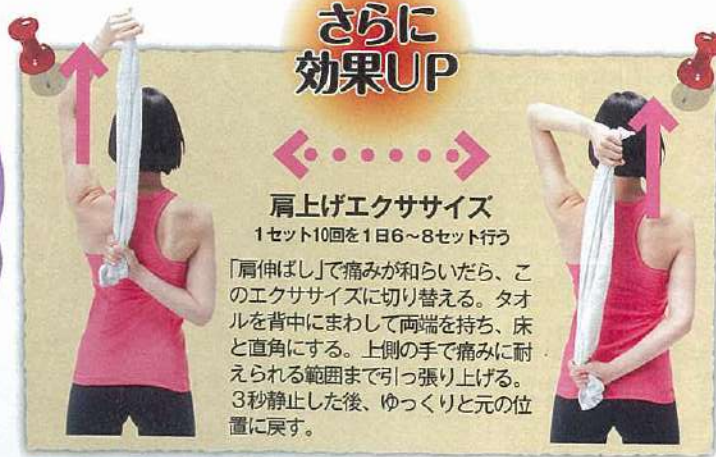 さらに
効果UP
肩上げエクササイズ
1セット10回を1日6〜8セット行う
「肩伸ばし」で痛みが和らいだら、こ
のエクササイズに切り替える。タオ
ルを背中にまわして両端を持ち、床
と直角にする。上側の手で痛みに耐
えられる範囲まで引っ張り上げる。
3秒静止した後、ゆっくりと元の位
置に戻す。